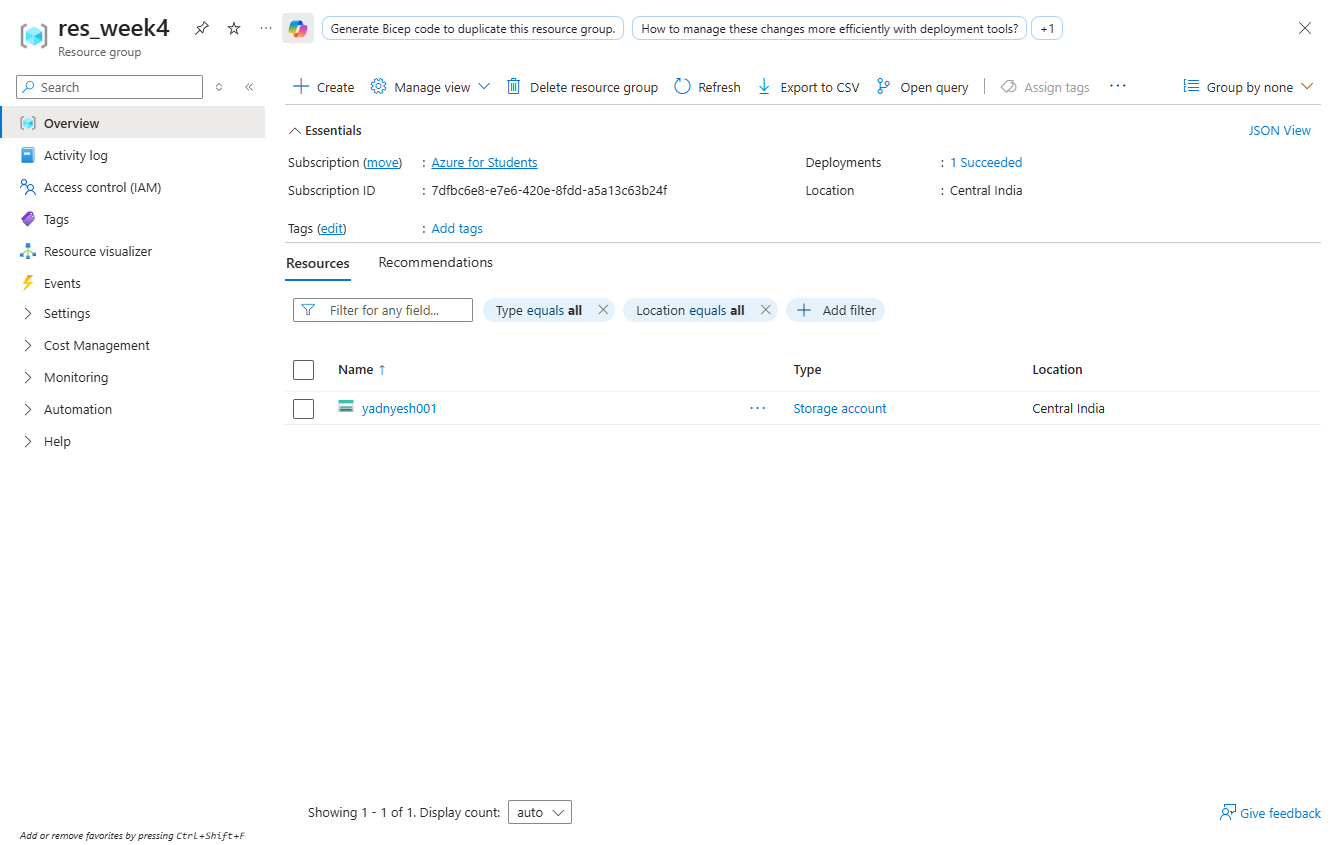 res_week4
Resource group
Generate Bicep code to duplicate this resource group.
How to manage these changes more efficiently with deployment tools?
+1
Search
Create
Manage view
Delete resource group
Refresh
Export to CSV
Open query
Assign tags
Group by none
Overview
Activity log
Access control (IAM)
Tags
Resource visualizer
Events
Settings
Cost Management
Monitoring
Automation
Help
Essentials
JSON View
Subscription (move) : Azure for Students
Deployments : 1 Succeeded
Subscription ID : 7dfbc6e8-e7e6-420e-8fdd-a5a13c63b24f
Location : Central India
Tags (edit) : Add tags
Resources
Recommendations
Filter for any field...
Type equals all
Location equals all
Add filter
Name ↑ Type Location
yadnyesh001 ... Storage account Central India
Showing 1 - 1 of 1. Display count: auto
Give feedback
Add or remove favorites by pressing Ctrl+Shift+F